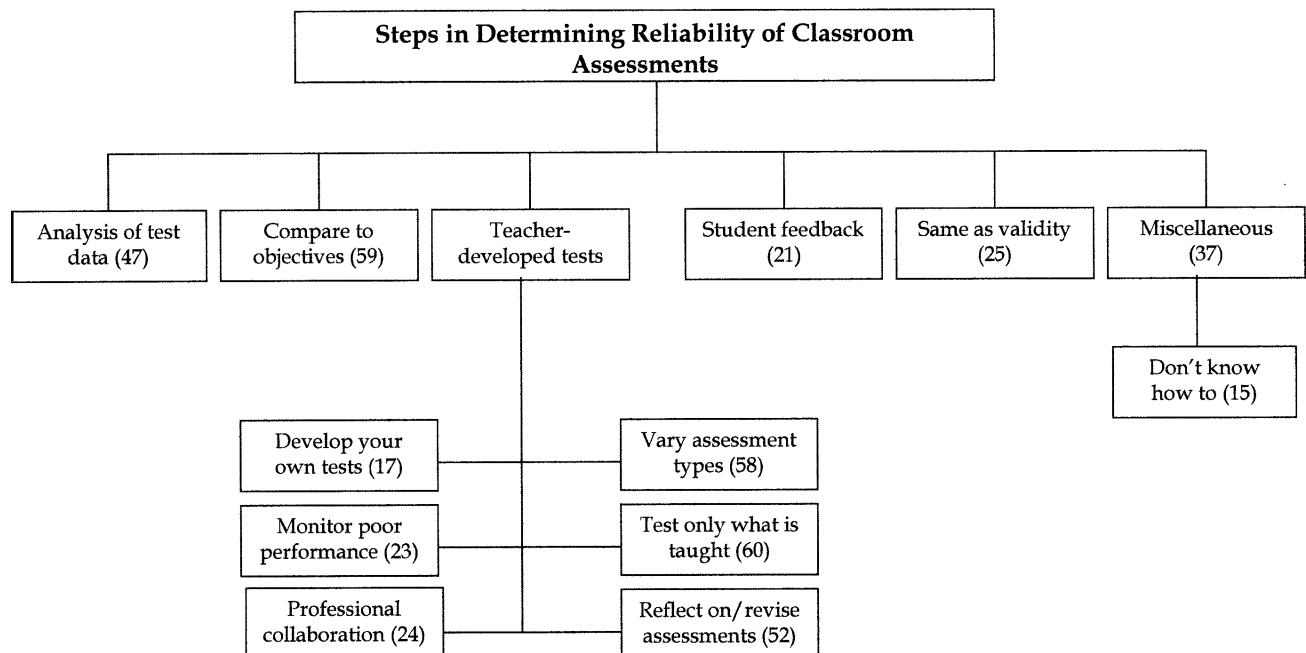 Steps in Determining Reliability of Classroom
Assessments
Analysis of test
data (47)
Compare to
objectives (59)
Teacher-
developed tests
Student feedback
(21)
Same as validity
(25)
Miscellaneous
(37)
Don't know
how to (15)
Develop your
own tests (17)
Vary assessment
types (58)
Monitor poor
performance (23)
Test only what is
taught (60)
Professional
collaboration (24)
Reflect on/revise
assessments (52)